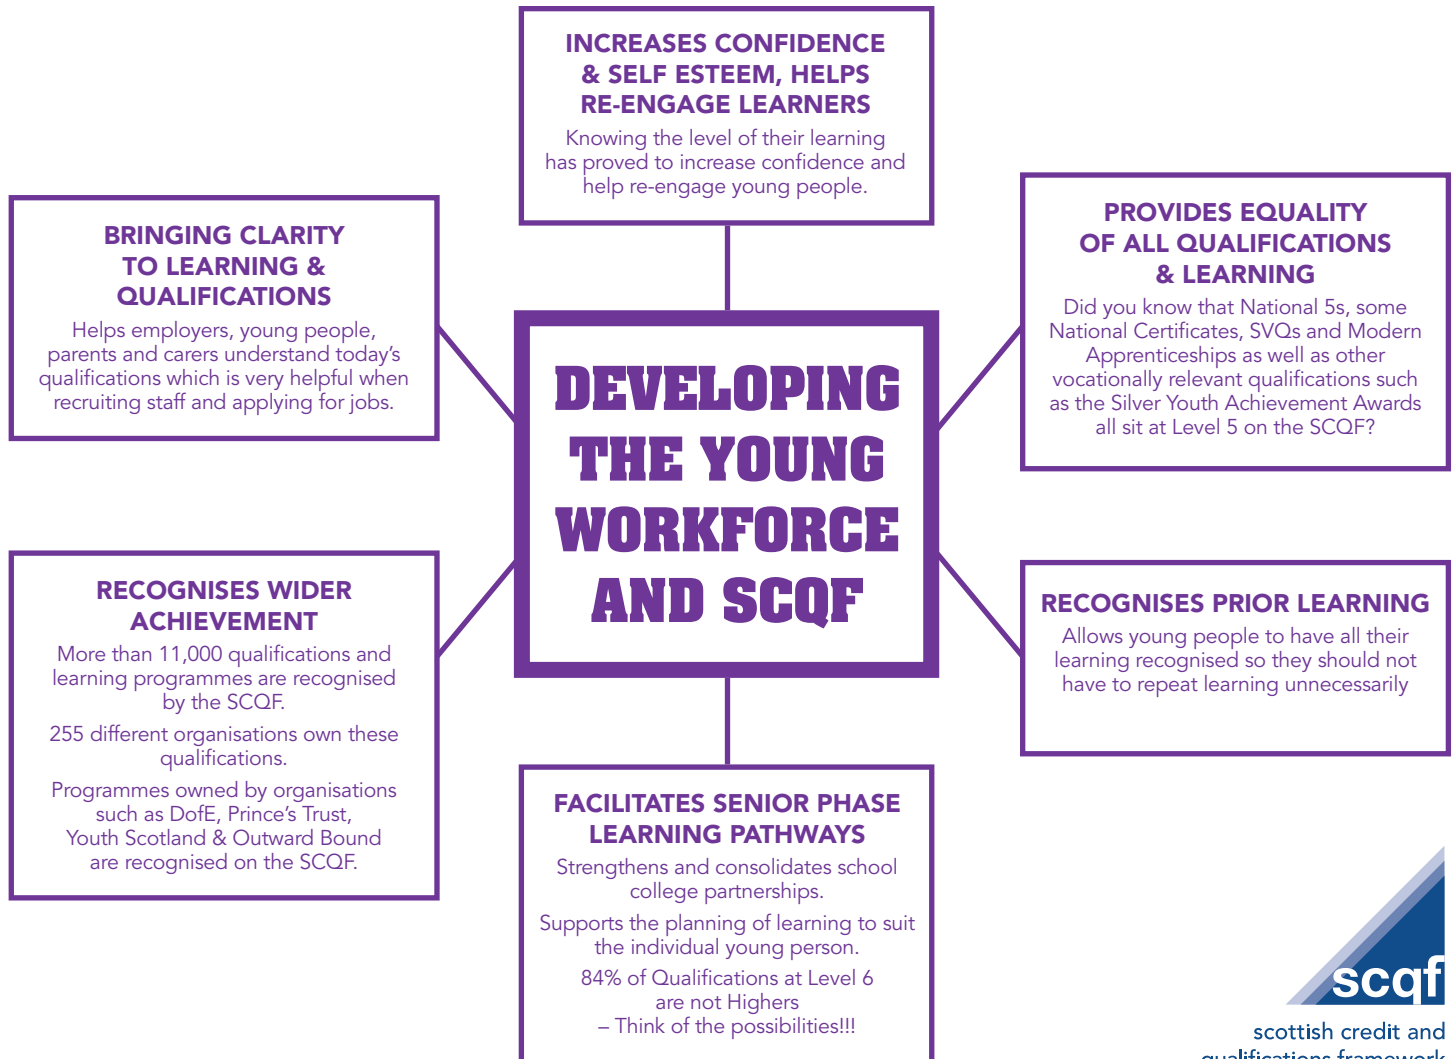 INCREASES CONFIDENCE
& SELF ESTEEM, HELPS
RE-ENGAGE LEARNERS
Knowing the level of their learning
has proved to increase confidence and
help re-engage young people.
BRINGING CLARITY
TO LEARNING &
QUALIFICATIONS
Helps employers, young people,
parents and carers understand today’s
qualifications which is very helpful when
recruiting staff and applying for jobs.
PROVIDES EQUALITY
OF ALL QUALIFICATIONS
& LEARNING
Did you know that National 5s, some
National Certificates, SVQs and Modern
Apprenticeships as well as other
vocationally relevant qualifications such
as the Silver Youth Achievement Awards
all sit at Level 5 on the SCQF?
DEVELOPING
THE YOUNG
WORKFORCE
AND SCQF
RECOGNISES WIDER
ACHIEVEMENT
More than 11,000 qualifications and
learning programmes are recognised
by the SCQF.
255 different organisations own these
qualifications.
Programmes owned by organisations
such as DofE, Prince’s Trust,
Youth Scotland & Outward Bound
are recognised on the SCQF.
RECOGNISES PRIOR LEARNING
Allows young people to have all their
learning recognised so they should not
have to repeat learning unnecessarily
FACILITATES SENIOR PHASE
LEARNING PATHWAYS
Strengthens and consolidates school
college partnerships.
Supports the planning of learning to suit
the individual young person.
84% of Qualifications at Level 6
are not Highers
– Think of the possibilities!!!
scqf
scottish credit and
qualifications framework